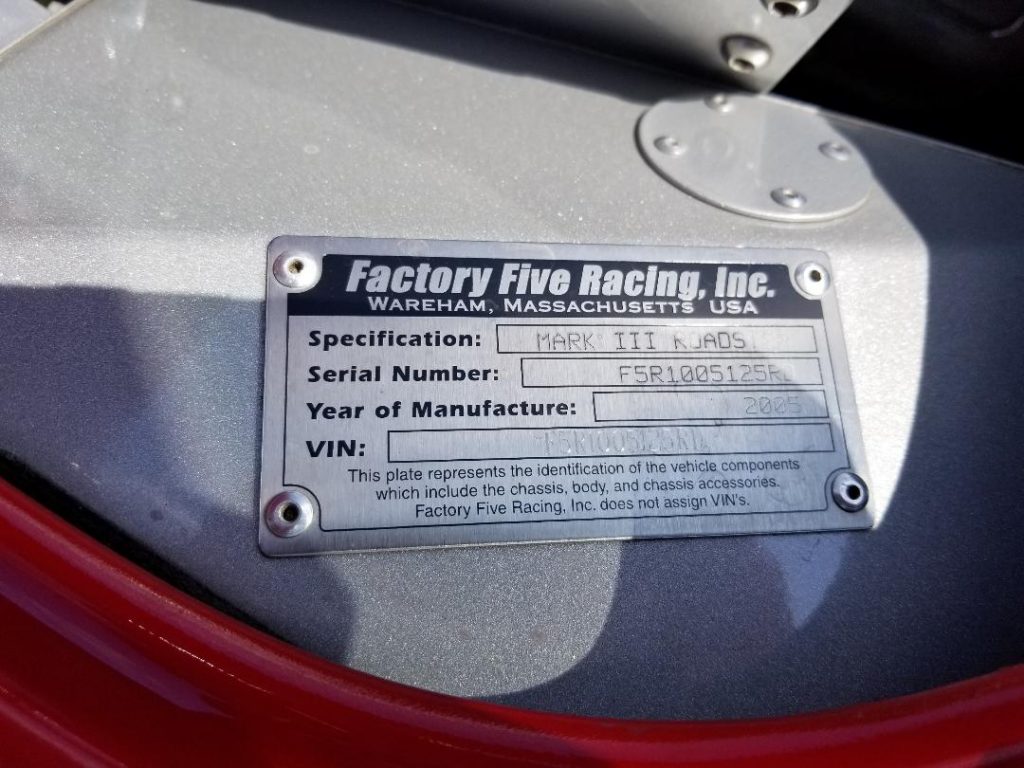 Factory Five Racing, Inc.
WAREHAM, MASSACHUSETTS USA
Specification: MARK III ROADS
Serial Number: F5R1005125R
Year of Manufacture: 2005
VIN:
This plate represents the identification of the vehicle components
which include the chassis, body, and chassis accessories.
Factory Five Racing, Inc. does not assign VIN's.